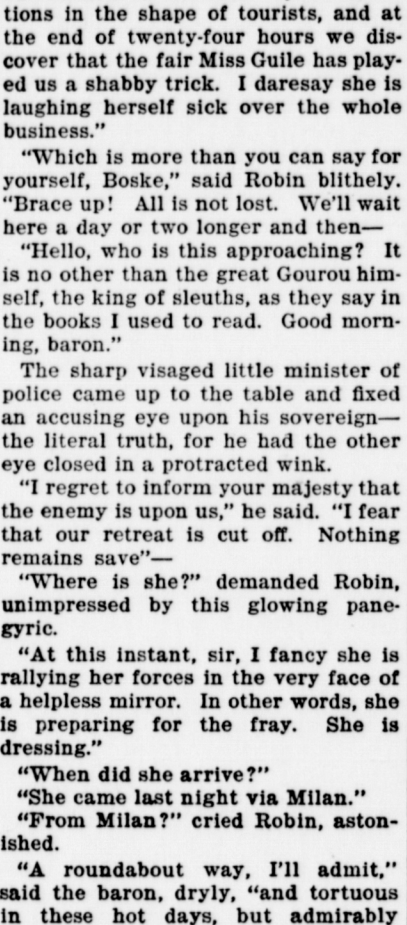 tions in the shape of tourists, and at
the end of twenty-four hours we dis-
cover that the fair Miss Guile has play-
ed us a shabby trick. I daresay she is
laughing herself sick over the whole
business."
"Which is more than you can say for
yourself, Boske," said Robin blithely.
"Brace up! All is not lost. We'll wait
here a day or two longer and then—
"Hello, who is this approaching? It
is no other than the great Gourou him-
self, the king of sleuths, as they say in
the books I used to read. Good morn-
ing, baron."
The sharp visaged little minister of
police came up to the table and fixed
an accusing eye upon his sovereign—
the literal truth, for he had the other
eye closed in a protracted wink.
"I regret to inform your majesty that
the enemy is upon us," he said. "I fear
that our retreat is cut off. Nothing
remains save"—
"Where is she?" demanded Robin,
unimpressed by this glowing pane-
gyric.
"At this instant, sir, I fancy she is
rallying her forces in the very face of
a helpless mirror. In other words, she
is preparing for the fray. She is
dressing."
"When did she arrive?"
"She came last night via Milan."
"From Milan?" cried Robin, aston-
ished.
"A roundabout way, I'll admit,"
said the baron, dryly, "and tortuous
in these hot days, but admirably